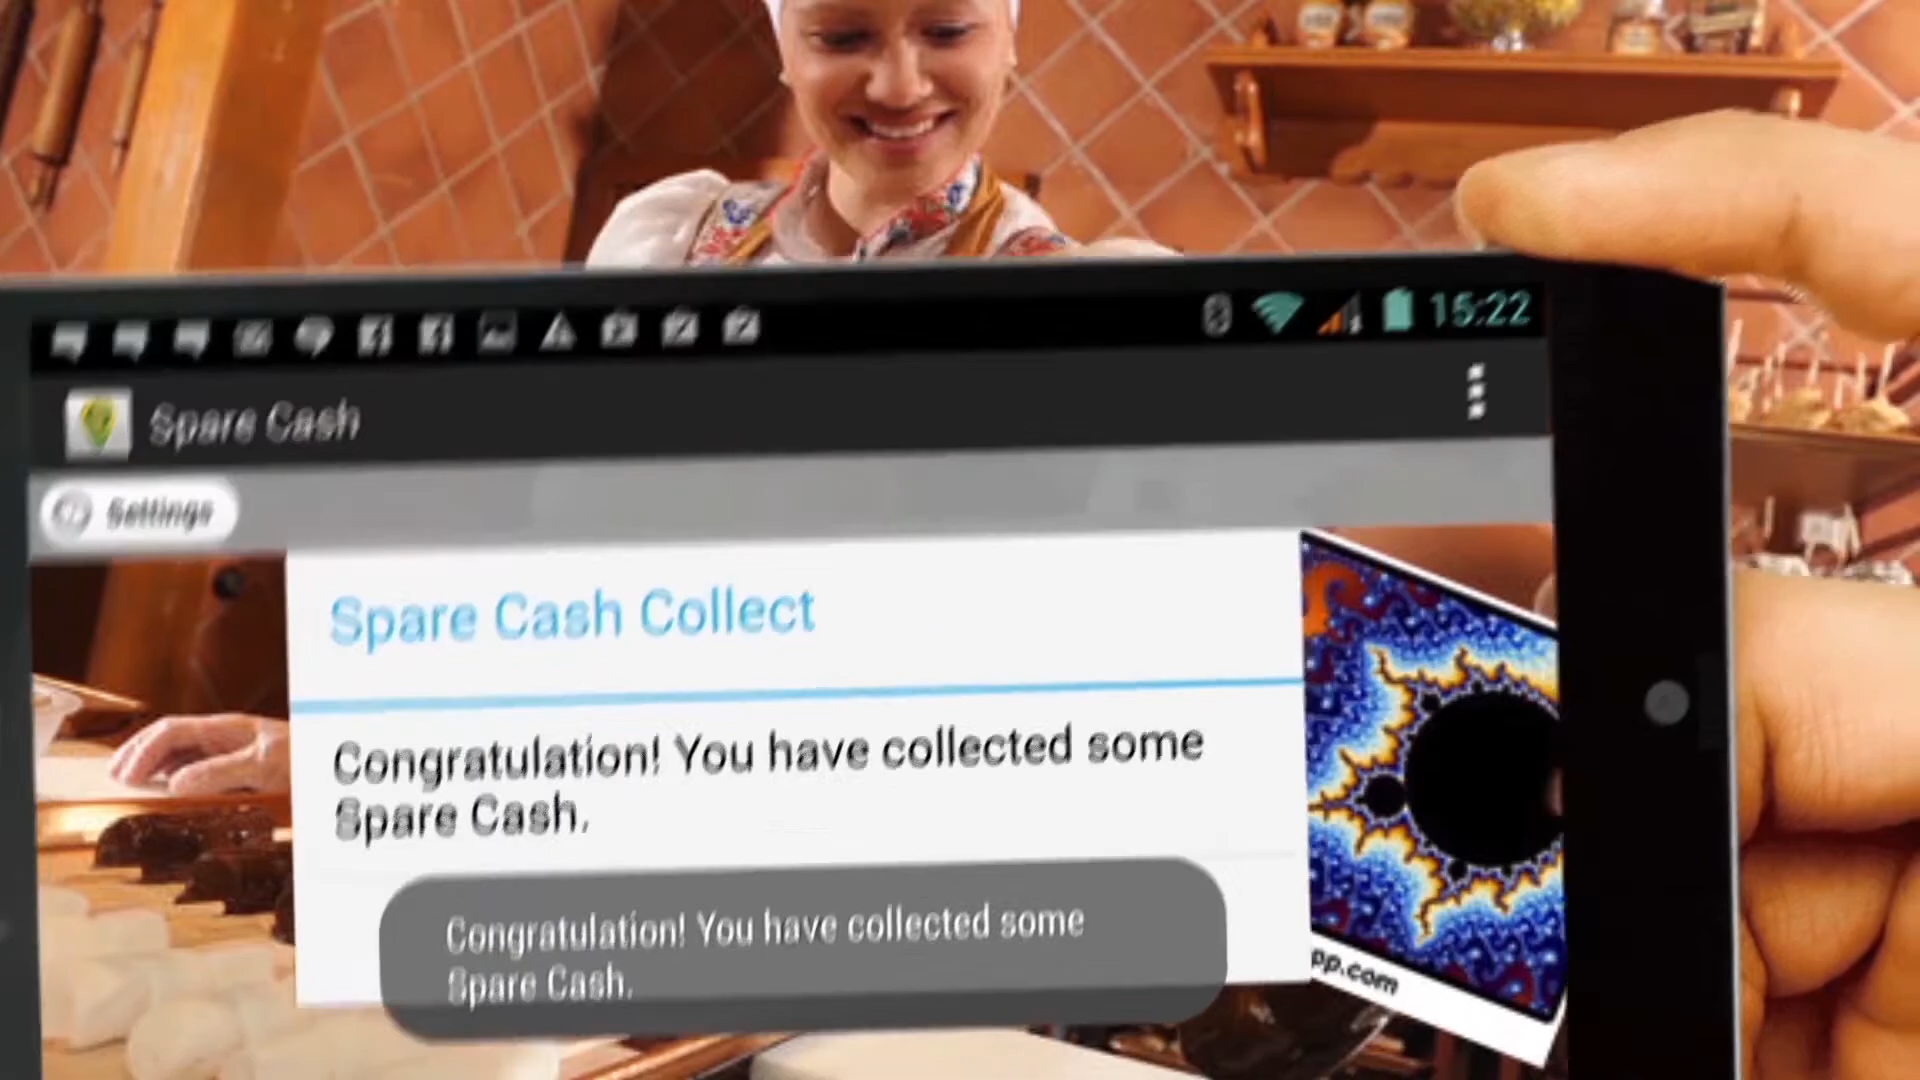 15:22
Spare Cash
Settings
Spare Cash Collect
Congratulation! You have collected some
Spare Cash.
Congratulation! You have collected some
Spare Cash.
pp.com